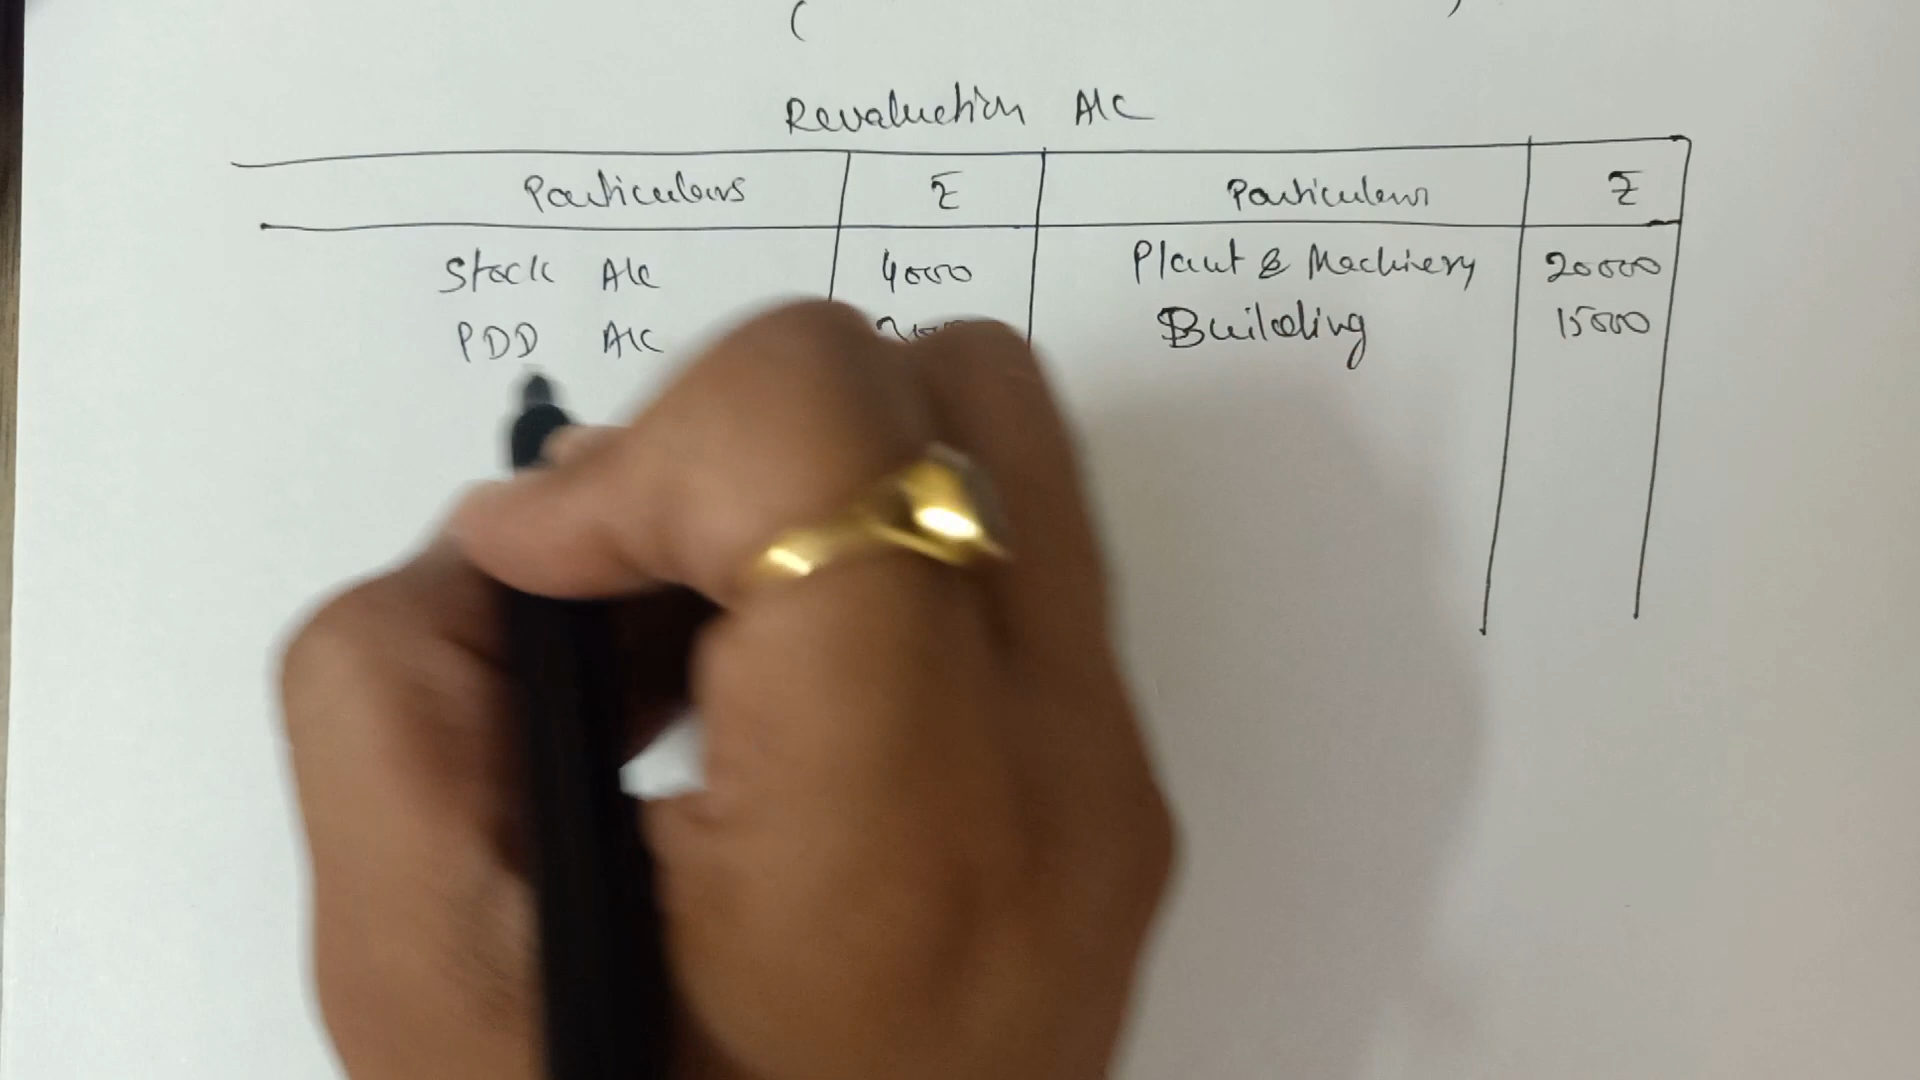 Revaluation A/c
Particulars ₹ Particulars ₹
Stock A/c 4000 Plant & Machinery 20000
PDD A/c Building 15000